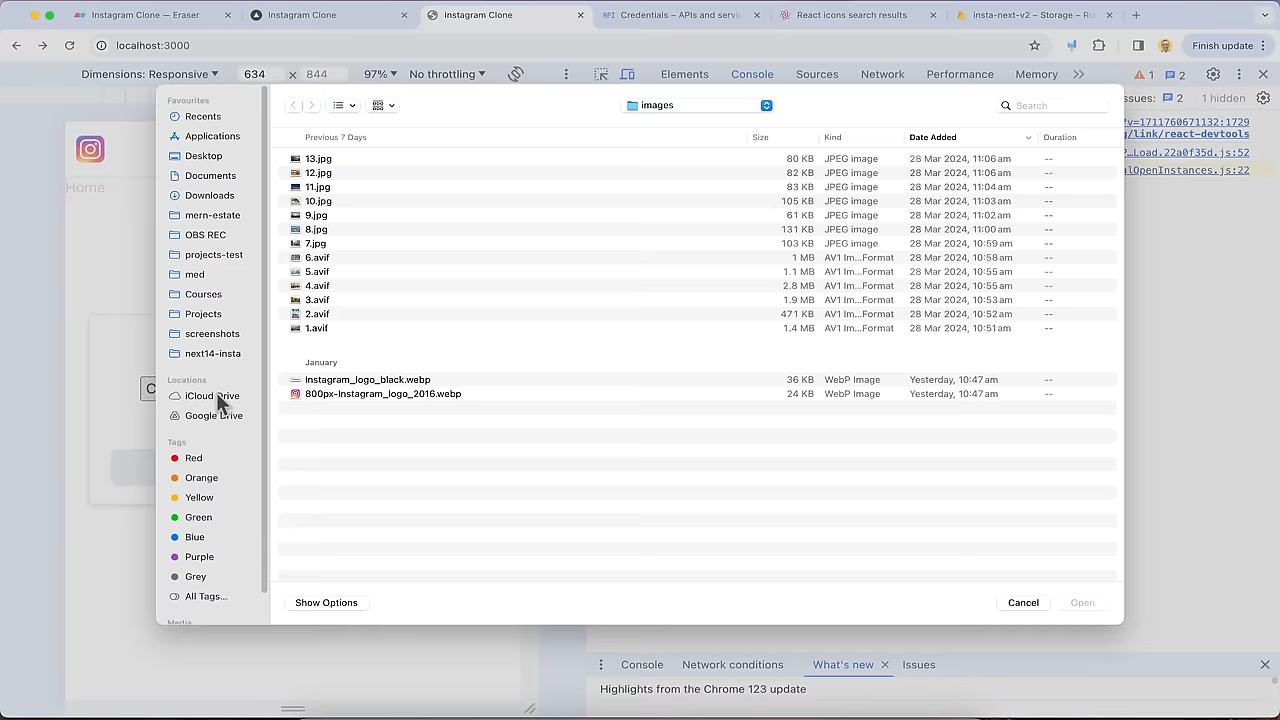 Instagram Clone – Eraser
Instagram Clone
Instagram Clone
Credentials – APIs and servic
React icons search results
insta-next-v2 – Storage – Ru
localhost:3000
Finish update
Dimensions: Responsive
634 × 844
97%
No throttling
Elements
Console
Sources
Network
Performance
Memory
1
2
Issues:
2
1 hidden
?v=1711760671132:1729
g/link/react-devtools
P…Load.22a0f35d.js:52
alOpenInstances.js:22
Home
Favourites
Recents
Applications
Desktop
Documents
Downloads
mern-estate
OBS REC
projects-test
med
Courses
Projects
screenshots
next14-insta
Locations
iCloud Drive
Google Drive
Tags
Red
Orange
Yellow
Green
Blue
Purple
Grey
All Tags…
Media
images
Search
Previous 7 Days Size Kind Date Added Duration
13.jpg 80 KB JPEG image 28 Mar 2024, 11:06 am --
12.jpg 82 KB JPEG image 28 Mar 2024, 11:06 am --
11.jpg 83 KB JPEG image 28 Mar 2024, 11:04 am --
10.jpg 105 KB JPEG image 28 Mar 2024, 11:03 am --
9.jpg 61 KB JPEG image 28 Mar 2024, 11:02 am --
8.jpg 131 KB JPEG image 28 Mar 2024, 11:00 am --
7.jpg 103 KB JPEG image 28 Mar 2024, 10:59 am --
6.avif 1 MB AV1 Im…Format 28 Mar 2024, 10:58 am --
5.avif 1.1 MB AV1 Im…Format 28 Mar 2024, 10:55 am --
4.avif 2.8 MB AV1 Im…Format 28 Mar 2024, 10:55 am --
3.avif 1.9 MB AV1 Im…Format 28 Mar 2024, 10:53 am --
2.avif 471 KB AV1 Im…Format 28 Mar 2024, 10:52 am --
1.avif 1.4 MB AV1 Im…Format 28 Mar 2024, 10:51 am --
January
Instagram_logo_black.webp 36 KB WebP Image Yesterday, 10:47 am --
800px-Instagram_logo_2016.webp 24 KB WebP Image Yesterday, 10:47 am --
Show Options
Cancel
Open
Console
Network conditions
What's new
Issues
Highlights from the Chrome 123 update